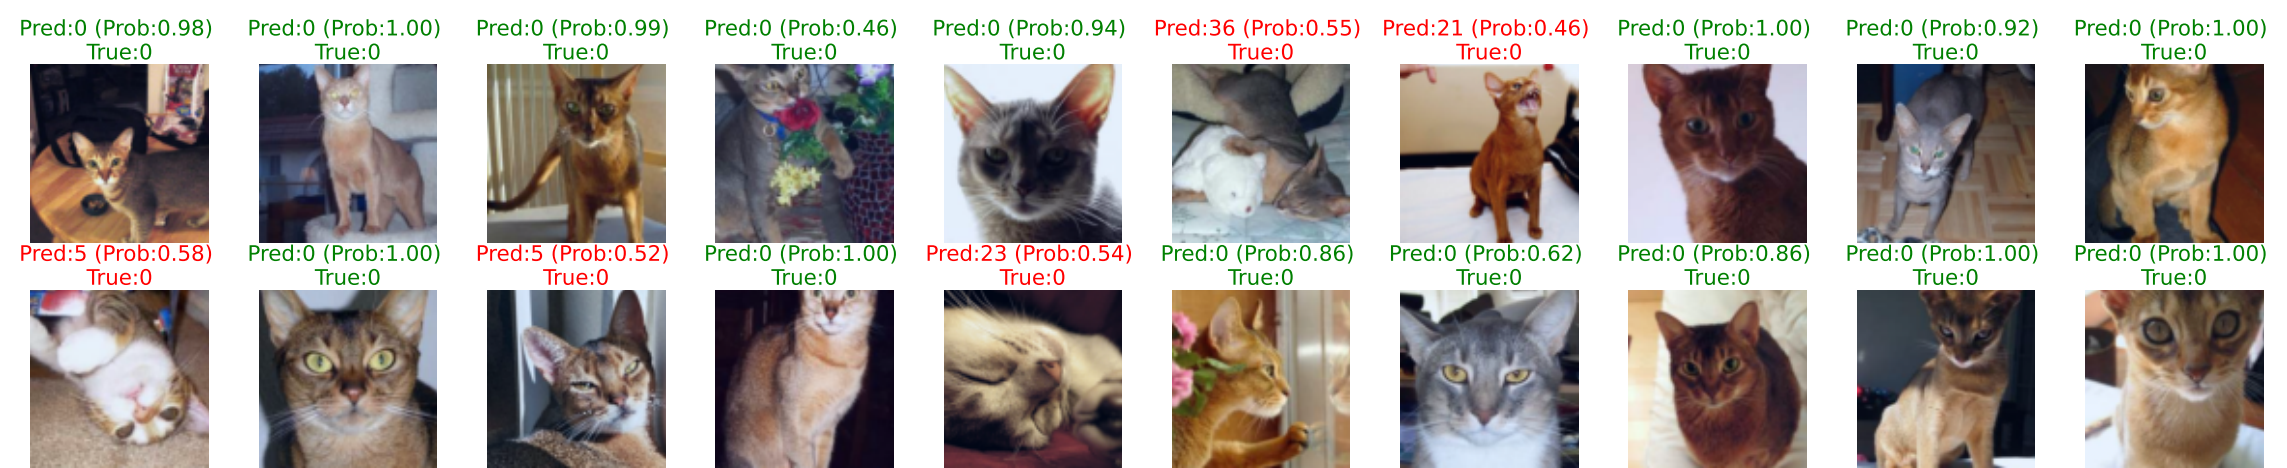 Pred:0 (Prob:0.98)
True:0
Pred:0 (Prob:1.00)
True:0
Pred:0 (Prob:0.99)
True:0
Pred:0 (Prob:0.46)
True:0
Pred:0 (Prob:0.94)
True:0
Pred:36 (Prob:0.55)
True:0
Pred:21 (Prob:0.46)
True:0
Pred:0 (Prob:1.00)
True:0
Pred:0 (Prob:0.92)
True:0
Pred:0 (Prob:1.00)
True:0
Pred:5 (Prob:0.58)
True:0
Pred:0 (Prob:1.00)
True:0
Pred:5 (Prob:0.52)
True:0
Pred:0 (Prob:1.00)
True:0
Pred:23 (Prob:0.54)
True:0
Pred:0 (Prob:0.86)
True:0
Pred:0 (Prob:0.62)
True:0
Pred:0 (Prob:0.86)
True:0
Pred:0 (Prob:1.00)
True:0
Pred:0 (Prob:1.00)
True:0